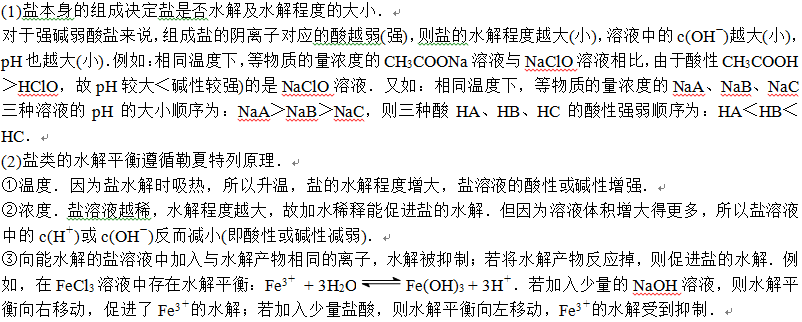 (1)盐本身的组成决定盐是否水解及水解程度的大小．
对于强碱弱酸盐来说，组成盐的阴离子对应的酸越弱(强)，则盐的水解程度越大(小)，溶液中的c(OH⁻)越大(小)，
pH也越大(小)．例如：相同温度下，等物质的量浓度的CH3COONa溶液与NaClO溶液相比，由于酸性CH3COOH
＞HClO，故pH较大＜碱性较强)的是NaClO溶液．又如：相同温度下，等物质的量浓度的NaA、NaB、NaC
三种溶液的pH的大小顺序为：NaA＞NaB＞NaC，则三种酸HA、HB、HC的酸性强弱顺序为：HA＜HB＜
HC．
(2)盐类的水解平衡遵循勒夏特列原理．
①温度．因为盐水解时吸热，所以升温，盐的水解程度增大，盐溶液的酸性或碱性增强．
②浓度．盐溶液越稀，水解程度越大，故加水稀释能促进盐的水解．但因为溶液体积增大得更多，所以盐溶液
中的c(H⁺)或c(OH⁻)反而减小(即酸性或碱性减弱)．
③向能水解的盐溶液中加入与水解产物相同的离子，水解被抑制；若将水解产物反应掉，则促进盐的水解．例
如，在FeCl3溶液中存在水解平衡：Fe³⁺ + 3H2O⇌Fe(OH)3 + 3H⁺．若加入少量的NaOH溶液，则水解平
衡向右移动，促进了Fe³⁺的水解；若加入少量盐酸，则水解平衡向左移动，Fe³⁺的水解受到抑制．